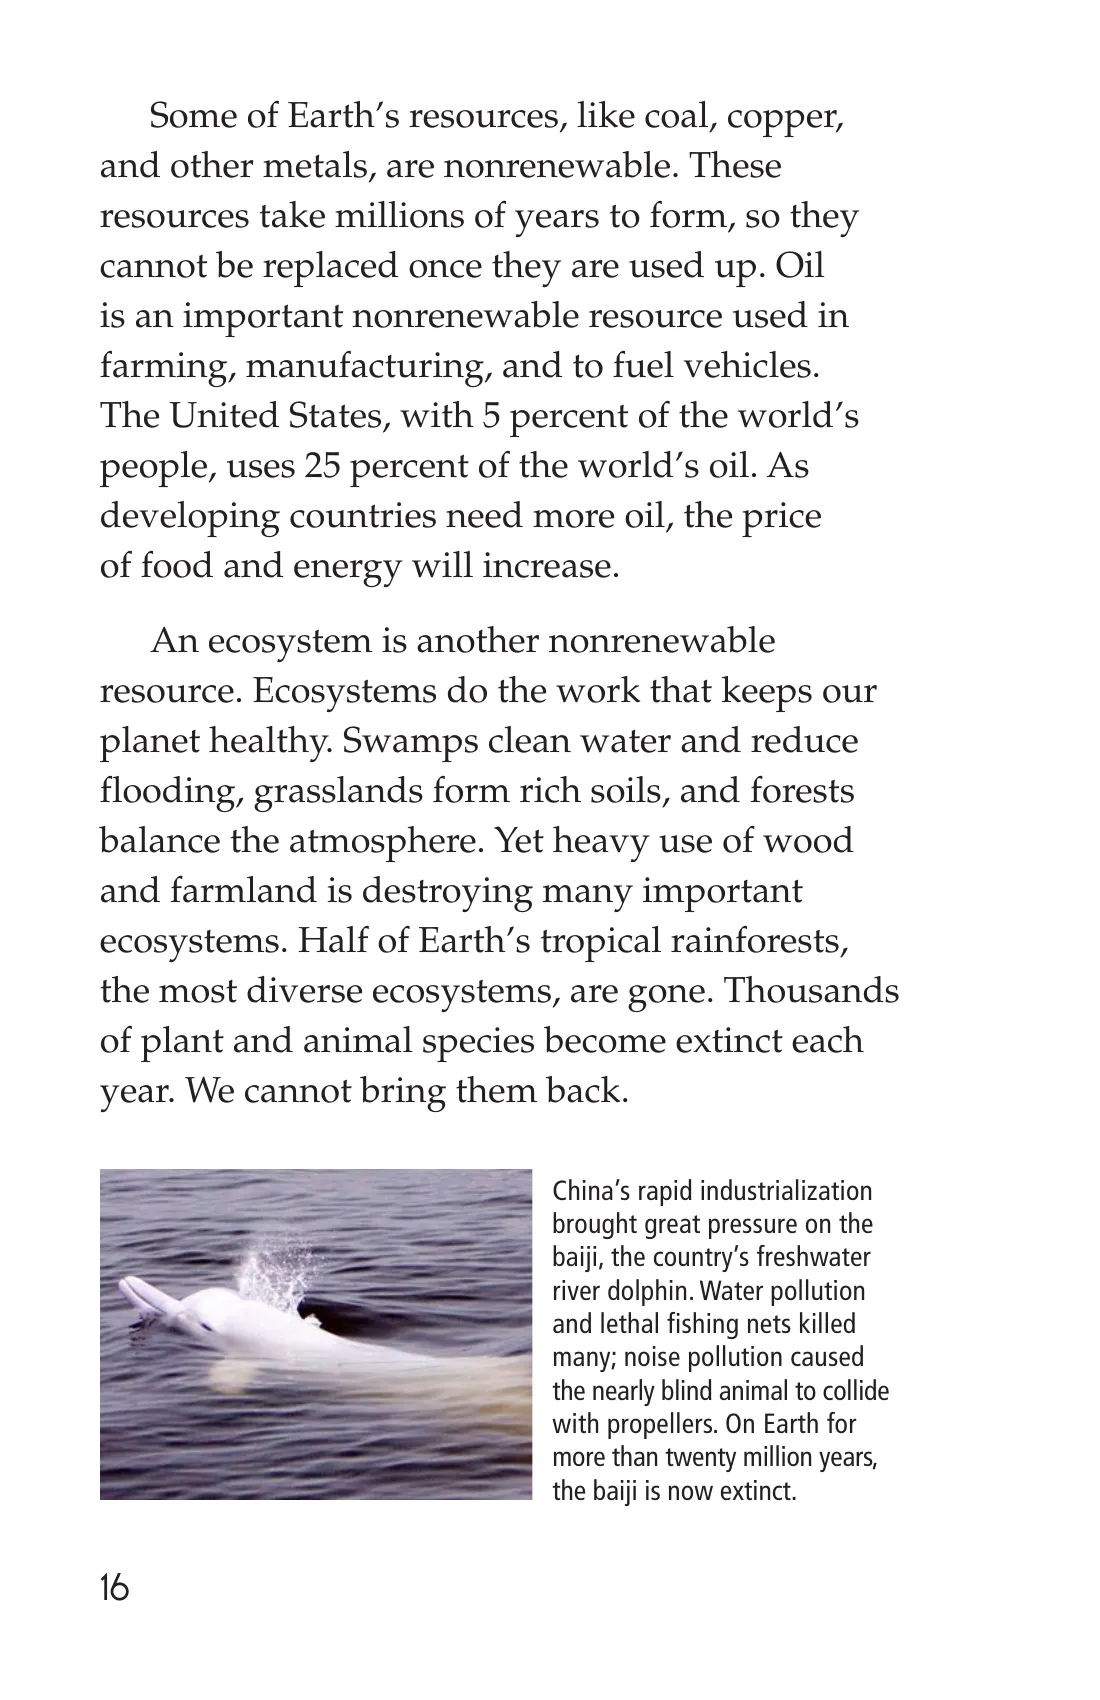 Some of Earth’s resources, like coal, copper,
and other metals, are nonrenewable. These
resources take millions of years to form, so they
cannot be replaced once they are used up. Oil
is an important nonrenewable resource used in
farming, manufacturing, and to fuel vehicles.
The United States, with 5 percent of the world’s
people, uses 25 percent of the world’s oil. As
developing countries need more oil, the price
of food and energy will increase.
An ecosystem is another nonrenewable
resource. Ecosystems do the work that keeps our
planet healthy. Swamps clean water and reduce
flooding, grasslands form rich soils, and forests
balance the atmosphere. Yet heavy use of wood
and farmland is destroying many important
ecosystems. Half of Earth’s tropical rainforests,
the most diverse ecosystems, are gone. Thousands
of plant and animal species become extinct each
year. We cannot bring them back.
China’s rapid industrialization
brought great pressure on the
baiji, the country’s freshwater
river dolphin. Water pollution
and lethal fishing nets killed
many; noise pollution caused
the nearly blind animal to collide
with propellers. On Earth for
more than twenty million years,
the baiji is now extinct.
16